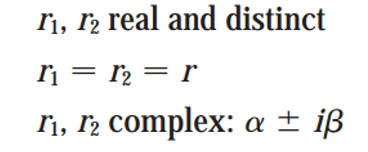 r₁, r₂ real and distinct
r₁ = r₂ = r
r₁, r₂ complex: α ± iβ